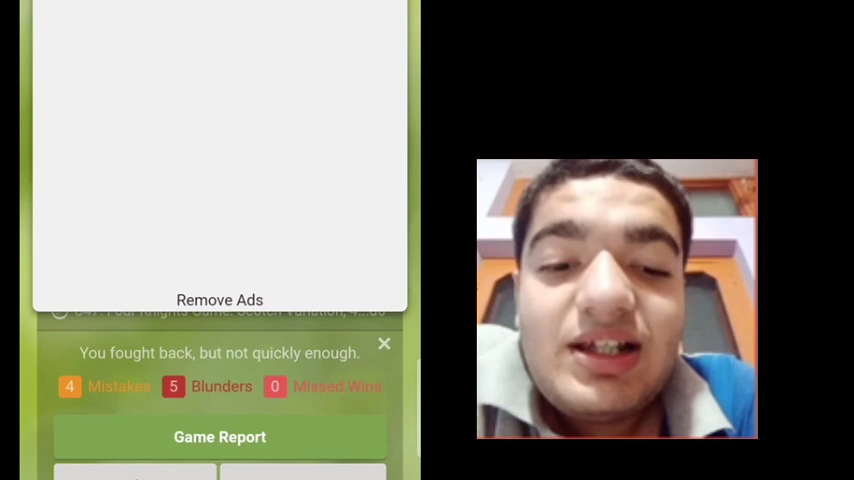 Remove Ads
You fought back, but not quickly enough.
4 Mistakes 5 Blunders 0 Missed Wins
Game Report